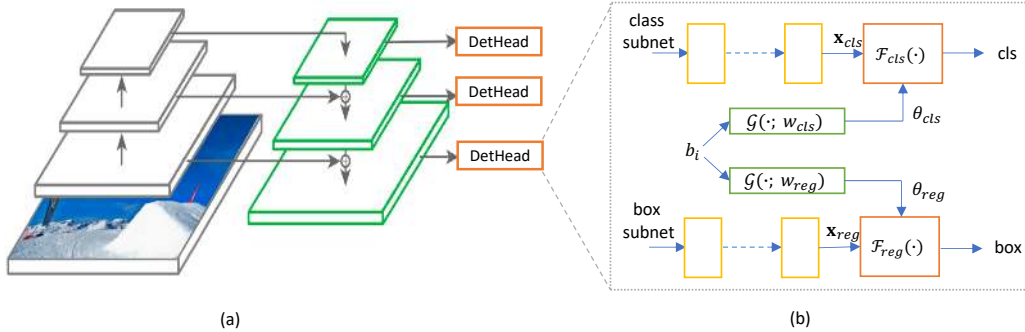 DetHead
DetHead
DetHead
(a)
class
subnet
𝐱_cls
ℱ_cls(·)
cls
𝒢(·; w_cls)
θ_cls
b_i
𝒢(·; w_reg)
θ_reg
box
subnet
𝐱_reg
ℱ_reg(·)
box
(b)